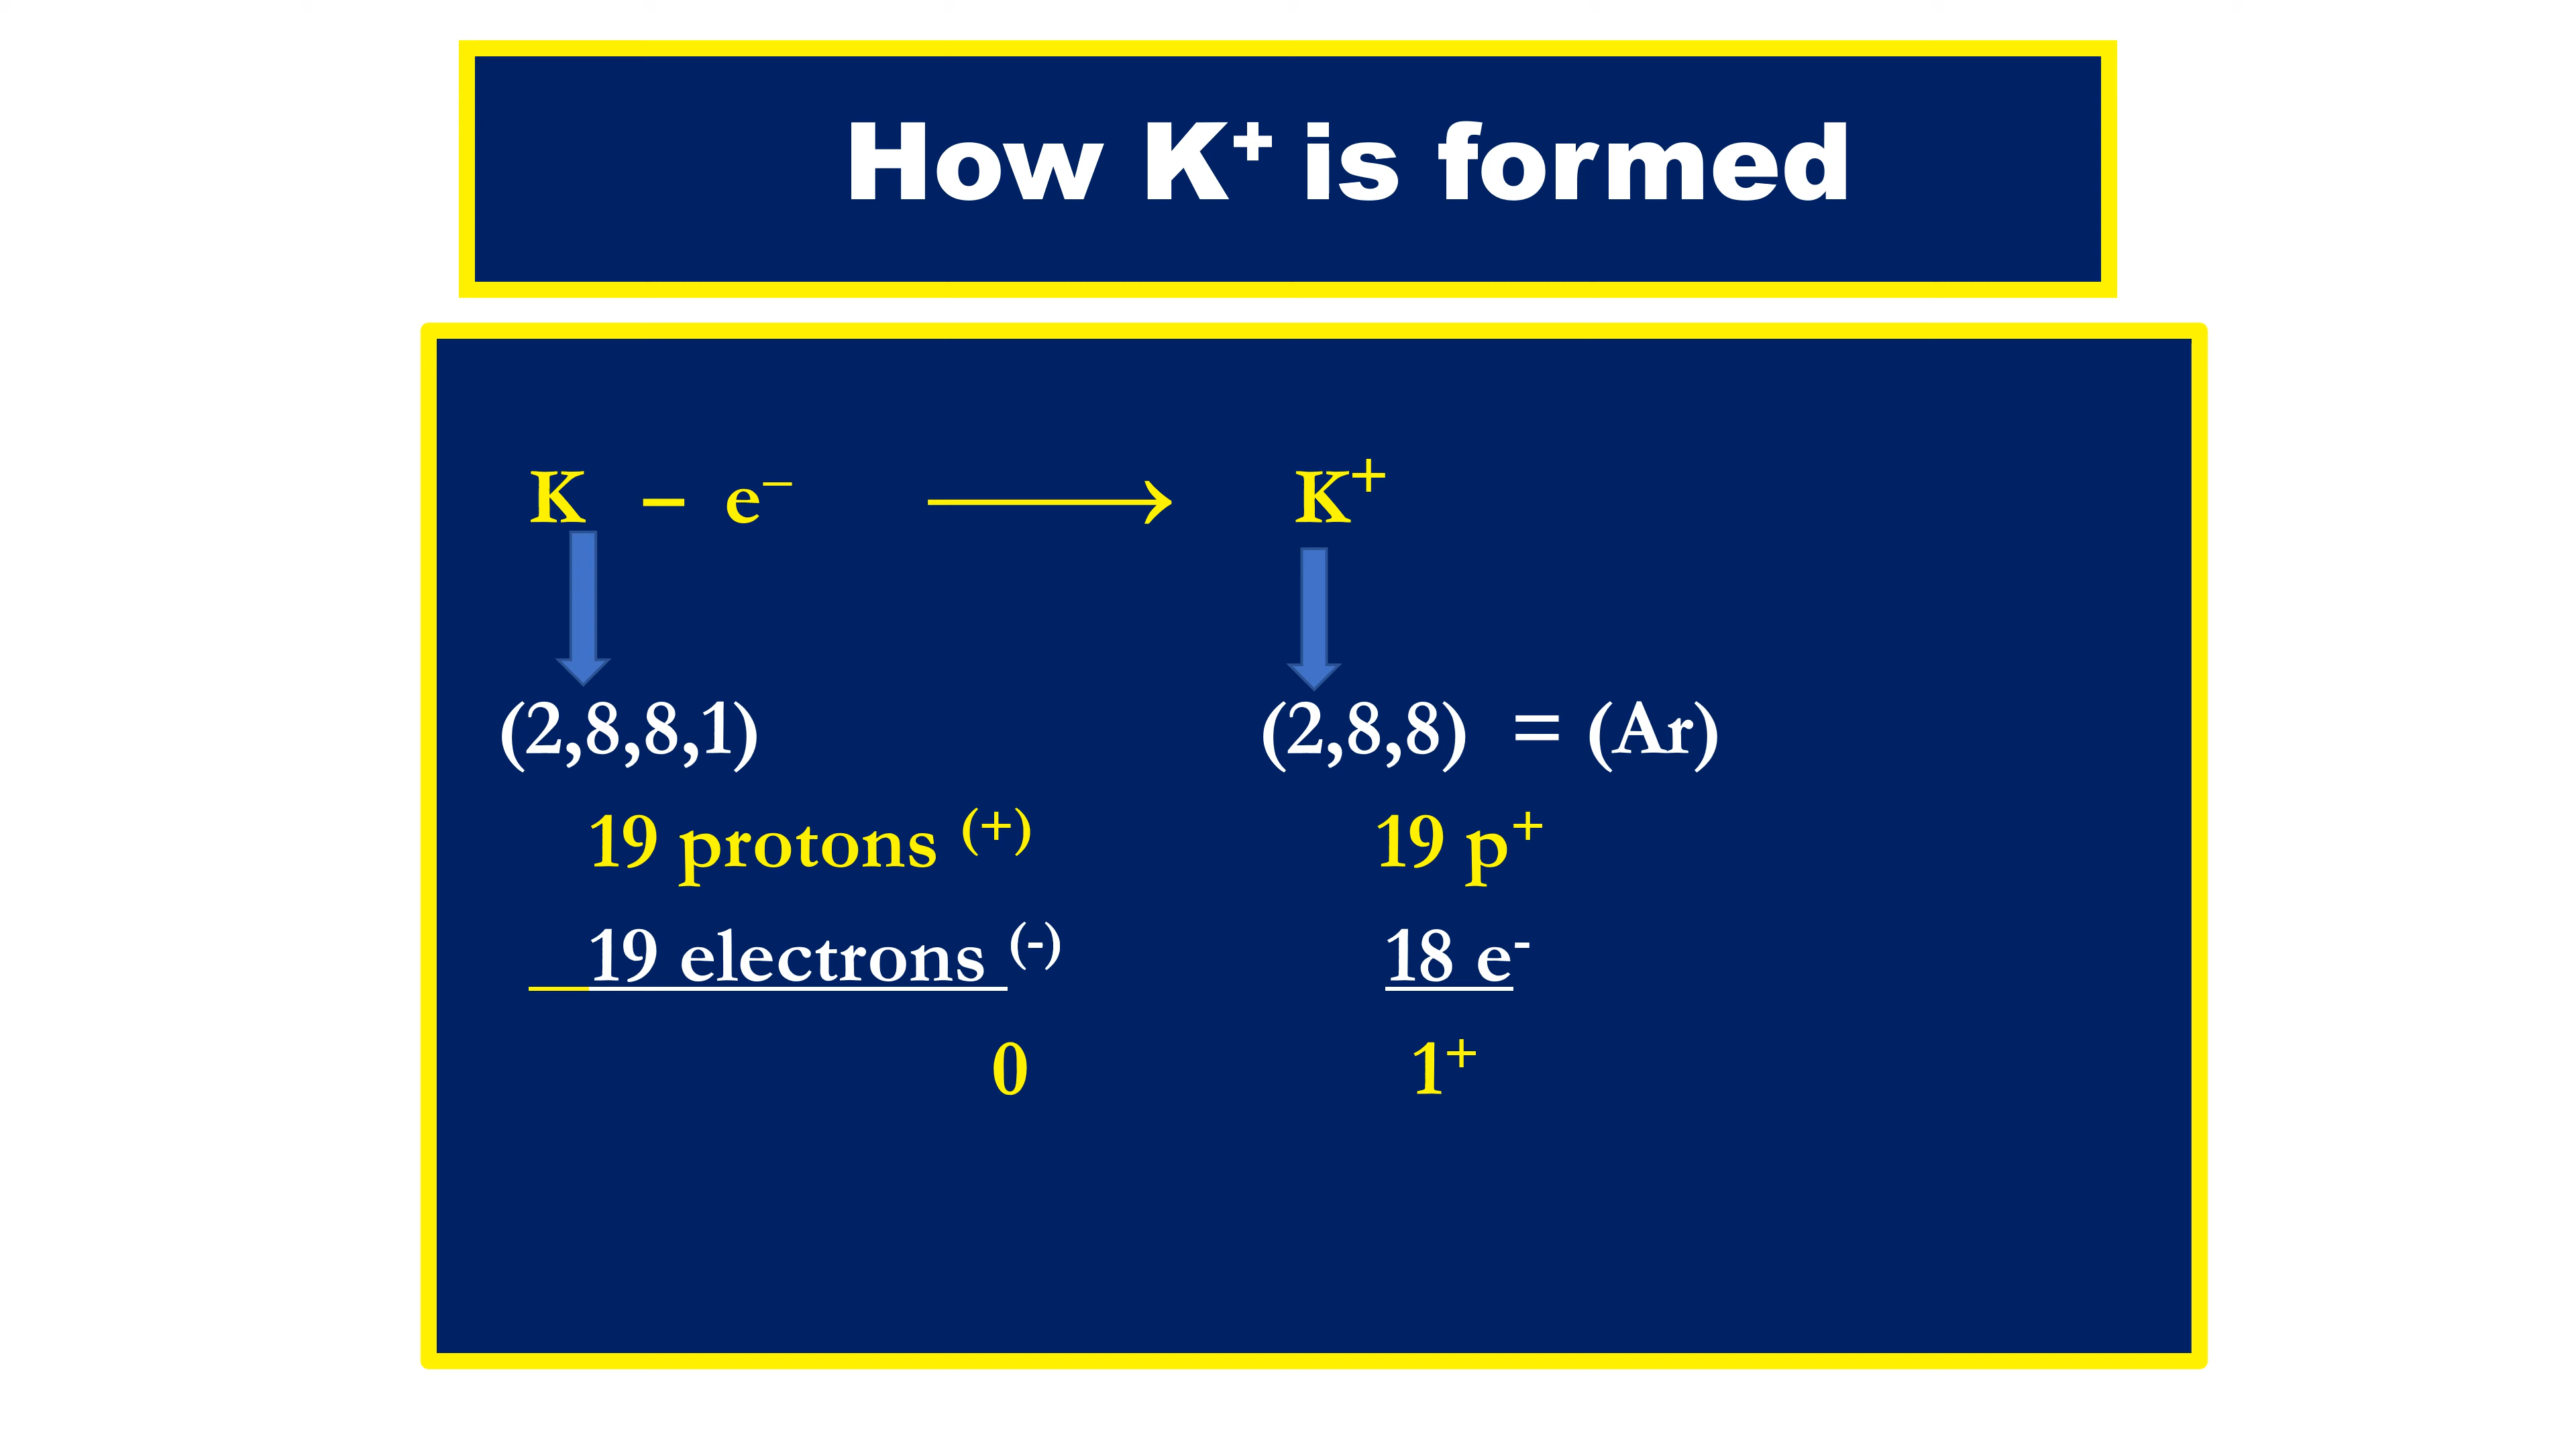 How K⁺ is formed
K – e⁻ ⟶ K⁺
(2,8,8,1) (2,8,8) = (Ar)
19 protons ⁽⁺⁾ 19 p⁺
19 electrons ⁽⁻⁾ 18 e⁻
0 1⁺